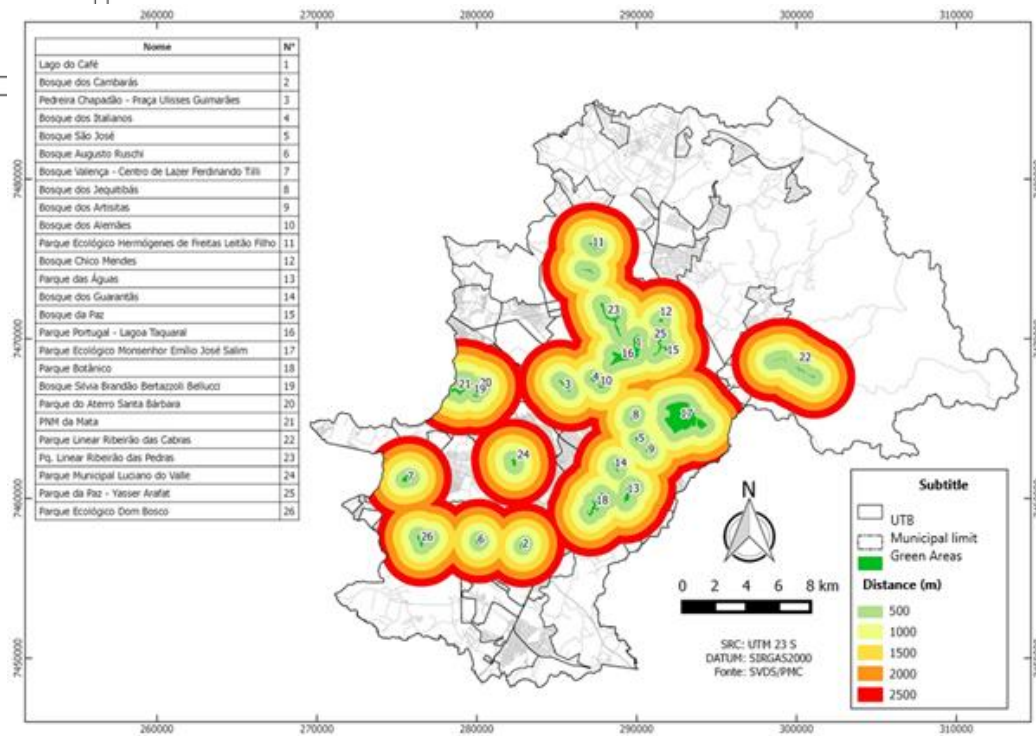 260000 270000 280000 290000 300000 310000
Nome N°
Lago do Café 1
Bosque dos Cambarás 2
Pedreira Chapadão - Praça Ulisses Guimarães 3
Bosque dos Italianos 4
Bosque São José 5
Bosque Augusto Ruschi 6
Bosque Valença - Centro de Lazer Ferdinando Tilli 7
Bosque dos Jequitibás 8
Bosque dos Artisitas 9
Bosque dos Alemães 10
Parque Ecológico Hermógenes de Freitas Leitão Filho 11
Bosque Chico Mendes 12
Parque das Águas 13
Bosque dos Guarantãs 14
Bosque da Paz 15
Parque Portugal - Lagoa Taquaral 16
Parque Ecológico Monsenhor Emílio José Salim 17
Parque Botânico 18
Bosque Silvia Brandão Bertazzoli Bellucci 19
Parque do Aterro Santa Bárbara 20
PNM da Mata 21
Parque Linear Ribeirão das Cabras 22
Pq. Linear Ribeirão das Pedras 23
Parque Municipal Luciano do Valle 24
Parque da Paz - Yasser Arafat 25
Parque Ecológico Dom Bosco 26
7480000
7470000
7460000
7450000
11
23
12
25
1
15
16
22
4
10
3
21
20
19
8
17
5
9
24
14
7
13
18
26
6
2
N
0 2 4 6 8 km
SRC: UTM 23 S
DATUM: SIRGAS2000
Fonte: SVDS/PMC
Subtitle
UTB
Municipal limit
Green Areas
Distance (m)
500
1000
1500
2000
2500
260000 270000 280000 290000 300000 310000